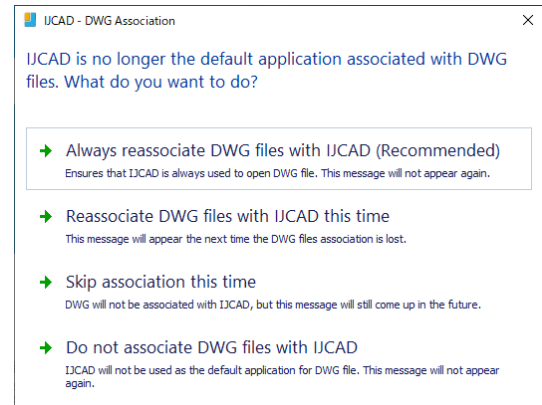 IJCAD - DWG Association
IJCAD is no longer the default application associated with DWG
files. What do you want to do?
Always reassociate DWG files with IJCAD (Recommended)
Ensures that IJCAD is always used to open DWG file. This message will not appear again.
Reassociate DWG files with IJCAD this time
This message will appear the next time the DWG files association is lost.
Skip association this time
DWG will not be associated with IJCAD, but this message will still come up in the future.
Do not associate DWG files with IJCAD
IJCAD will not be used as the default application for DWG file. This message will not appear
again.